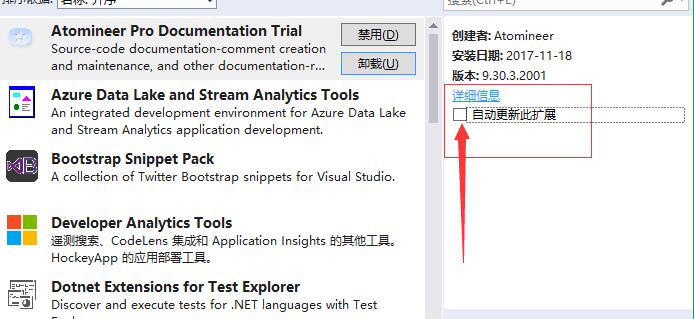 名称: 升序
搜索(Ctrl+E)
Atomineer Pro Documentation Trial
Source-code documentation-comment creation
and maintenance, and other documentation-r...
禁用(D)
卸载(U)
Azure Data Lake and Stream Analytics Tools
An integrated development environment for Azure Data Lake
and Stream Analytics application development.
Bootstrap Snippet Pack
A collection of Twitter Bootstrap snippets for Visual Studio.
Developer Analytics Tools
遥测搜索、CodeLens 集成和 Application Insights 的其他工具。
HockeyApp 的应用部署工具。
Dotnet Extensions for Test Explorer
Discover and execute tests for .NET languages with Test
创建者: Atomineer
安装日期: 2017-11-18
版本: 9.30.3.2001
详细信息
自动更新此扩展